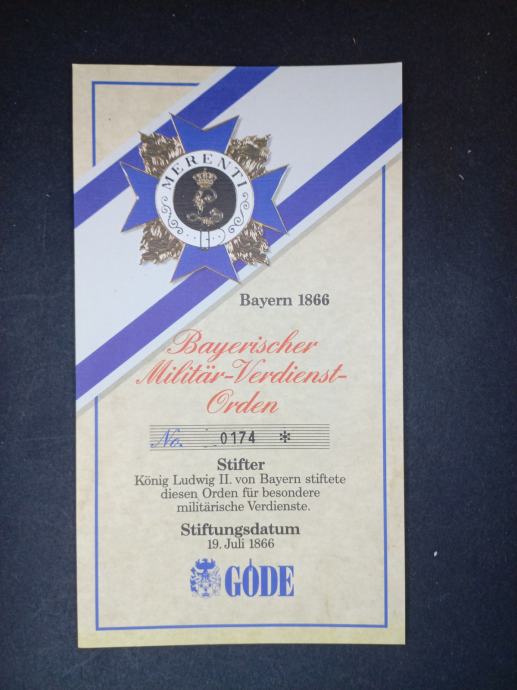 MERENTI
L
Bayern 1866
Bayerischer
Militär-Verdienst-
Orden
No. 0174 *
Stifter
König Ludwig II. von Bayern stiftete
diesen Orden für besondere
militärische Verdienste.
Stiftungsdatum
19. Juli 1866
GÖDE